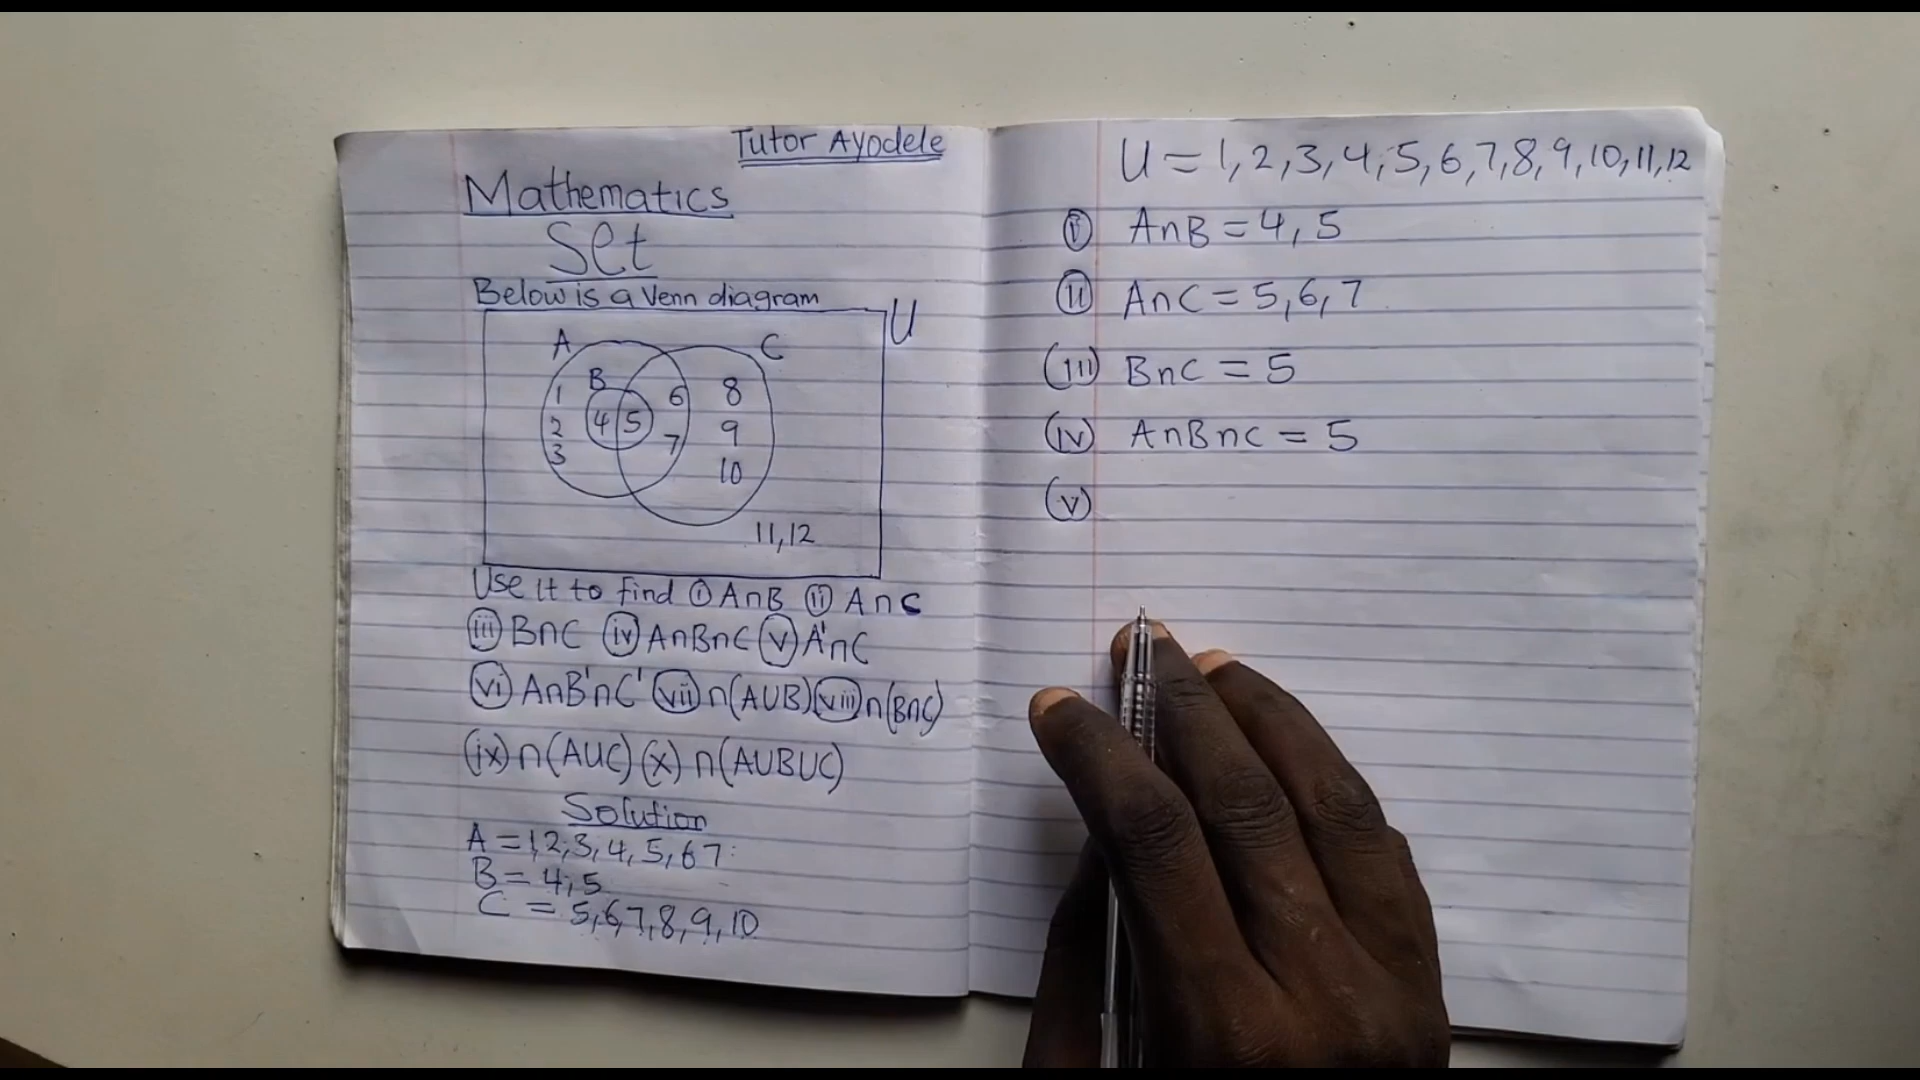 Tutor Ayodele
Mathematics
Set
Below is a Venn diagram
U
A C
B
1 6 8
4 5
2 7 9
3
10
11,12
Use it to find (i) A∩B (ii) A∩C
(iii) B∩C (iv) A∩B∩C (v) A'∩C
(vi) A∩B'∩C' (vii) n(AUB) (viii) n(B∩C)
(ix) n(AUC) (x) n(AUBUC)
Solution
A = 1,2,3,4,5,6 7
B = 4,5
C = 5,6,7,8,9,10
U = 1,2,3,4,5,6,7,8,9,10,11,12
(i) A∩B = 4,5
(ii) A∩C = 5,6,7
(iii) B∩C = 5
(iv) A∩B∩C = 5
(v)